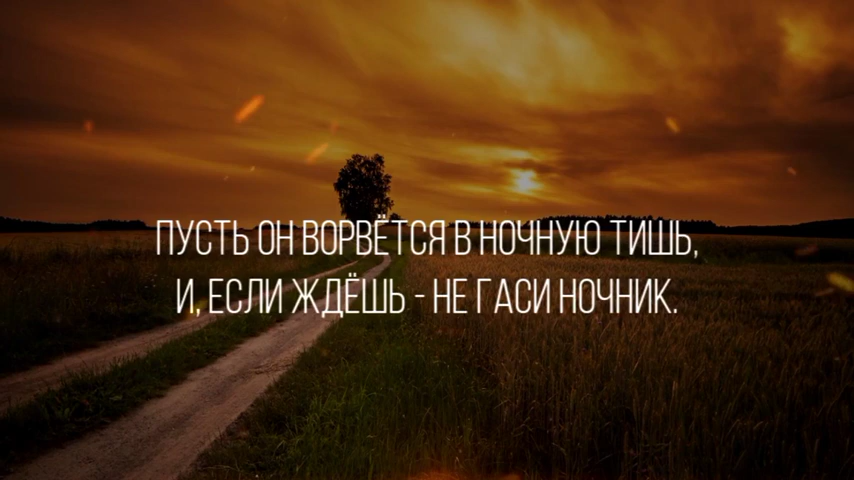 ПУСТЬ ОН ВОРВЁТСЯ В НОЧНУЮ ТИШЬ,
И, ЕСЛИ ЖДЁШЬ - НЕ ГАСИ НОЧНИК.